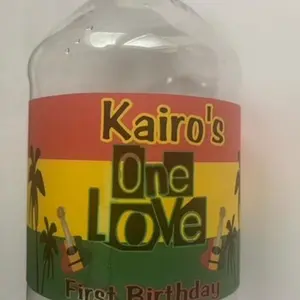 Kairo's
One
LOVE
First Birthday